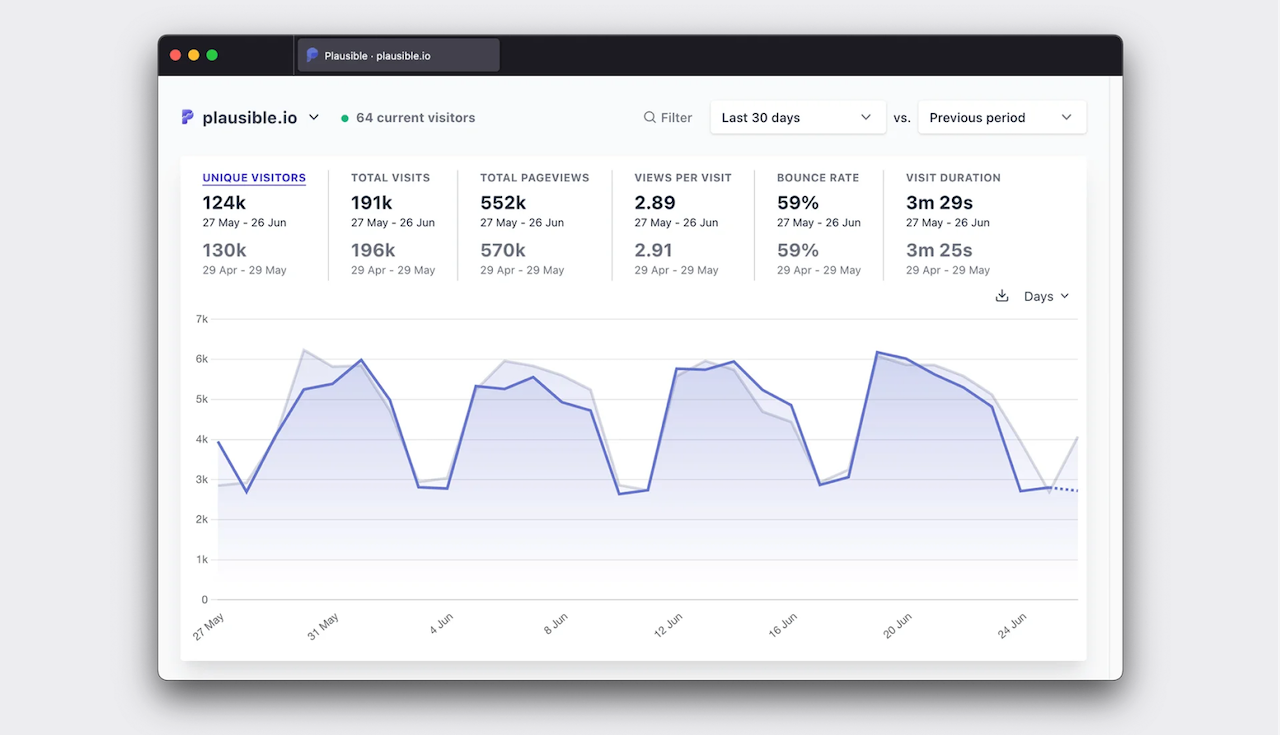 Plausible · plausible.io
plausible.io
64 current visitors
Filter
Last 30 days
vs.
Previous period
UNIQUE VISITORS
124k
27 May - 26 Jun
130k
29 Apr - 29 May
TOTAL VISITS
191k
27 May - 26 Jun
196k
29 Apr - 29 May
TOTAL PAGEVIEWS
552k
27 May - 26 Jun
570k
29 Apr - 29 May
VIEWS PER VISIT
2.89
27 May - 26 Jun
2.91
29 Apr - 29 May
BOUNCE RATE
59%
27 May - 26 Jun
59%
29 Apr - 29 May
VISIT DURATION
3m 29s
27 May - 26 Jun
3m 25s
29 Apr - 29 May
Days
7k
6k
5k
4k
3k
2k
1k
0
27 May
31 May
4 Jun
8 Jun
12 Jun
16 Jun
20 Jun
24 Jun